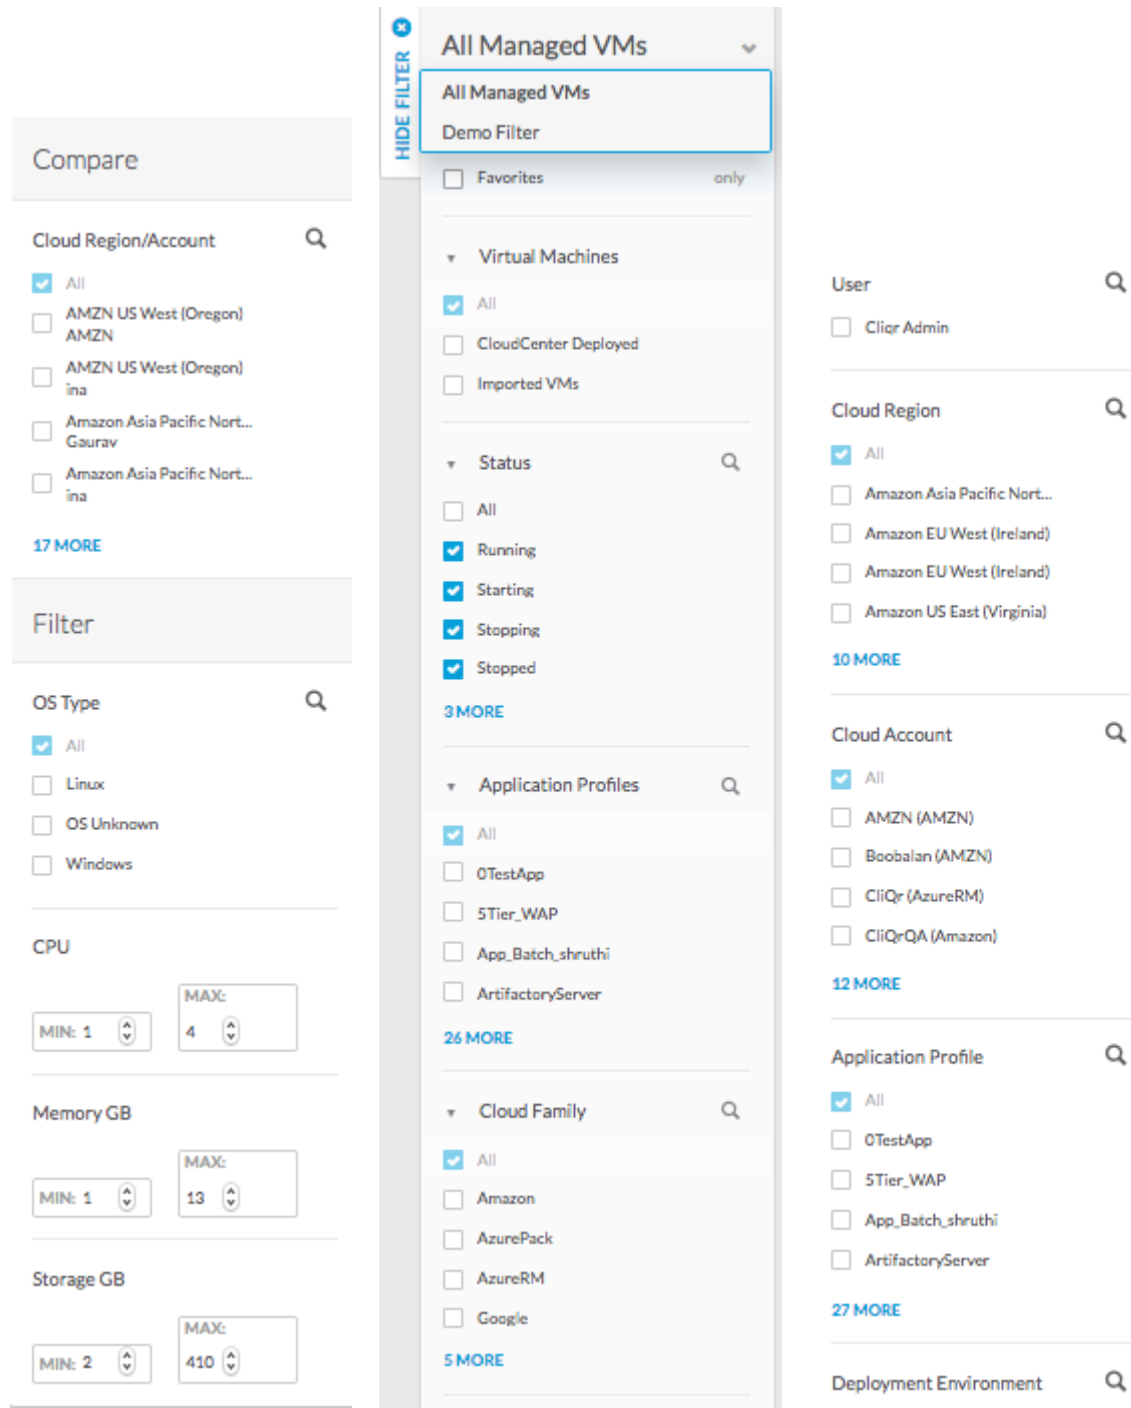 Compare
Cloud Region/Account
All
AMZN US West (Oregon)
AMZN
AMZN US West (Oregon)
ina
Amazon Asia Pacific Nort...
Gaurav
Amazon Asia Pacific Nort...
ina
17 MORE
Filter
OS Type
All
Linux
OS Unknown
Windows
CPU
MIN: 1
MAX:
4
Memory GB
MIN: 1
MAX:
13
Storage GB
MIN: 2
MAX:
410
HIDE FILTER
All Managed VMs
All Managed VMs
Demo Filter
Favorites only
Virtual Machines
All
CloudCenter Deployed
Imported VMs
Status
All
Running
Starting
Stopping
Stopped
3 MORE
Application Profiles
All
0TestApp
5Tier_WAP
App_Batch_shruthi
ArtifactoryServer
26 MORE
Cloud Family
All
Amazon
AzurePack
AzureRM
Google
5 MORE
User
Cliqr Admin
Cloud Region
All
Amazon Asia Pacific Nort...
Amazon EU West (Ireland)
Amazon EU West (Ireland)
Amazon US East (Virginia)
10 MORE
Cloud Account
All
AMZN (AMZN)
Boobalan (AMZN)
CliQr (AzureRM)
CliQrQA (Amazon)
12 MORE
Application Profile
All
0TestApp
5Tier_WAP
App_Batch_shruthi
ArtifactoryServer
27 MORE
Deployment Environment